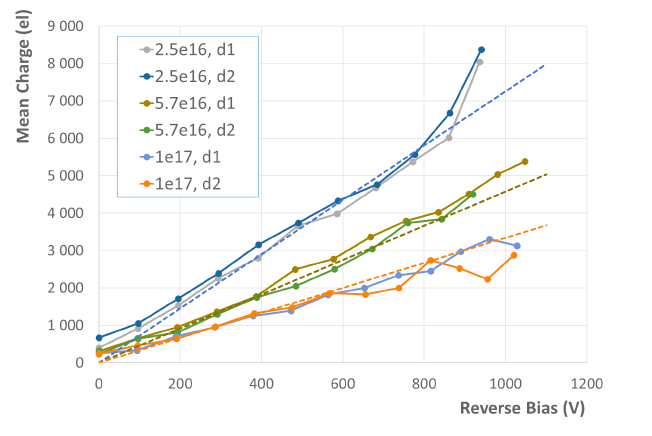 Mean Charge (el)
9 000
8 000
7 000
6 000
5 000
4 000
3 000
2 000
1 000
0
2.5e16, d1
2.5e16, d2
5.7e16, d1
5.7e16, d2
1e17, d1
1e17, d2
0 200 400 600 800 1000 1200
Reverse Bias (V)